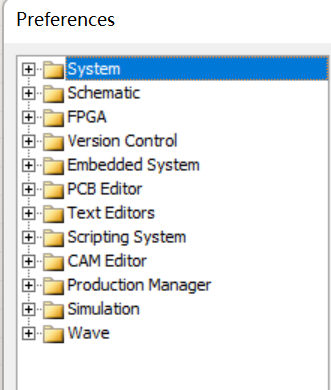 Preferences
System
Schematic
FPGA
Version Control
Embedded System
PCB Editor
Text Editors
Scripting System
CAM Editor
Production Manager
Simulation
Wave